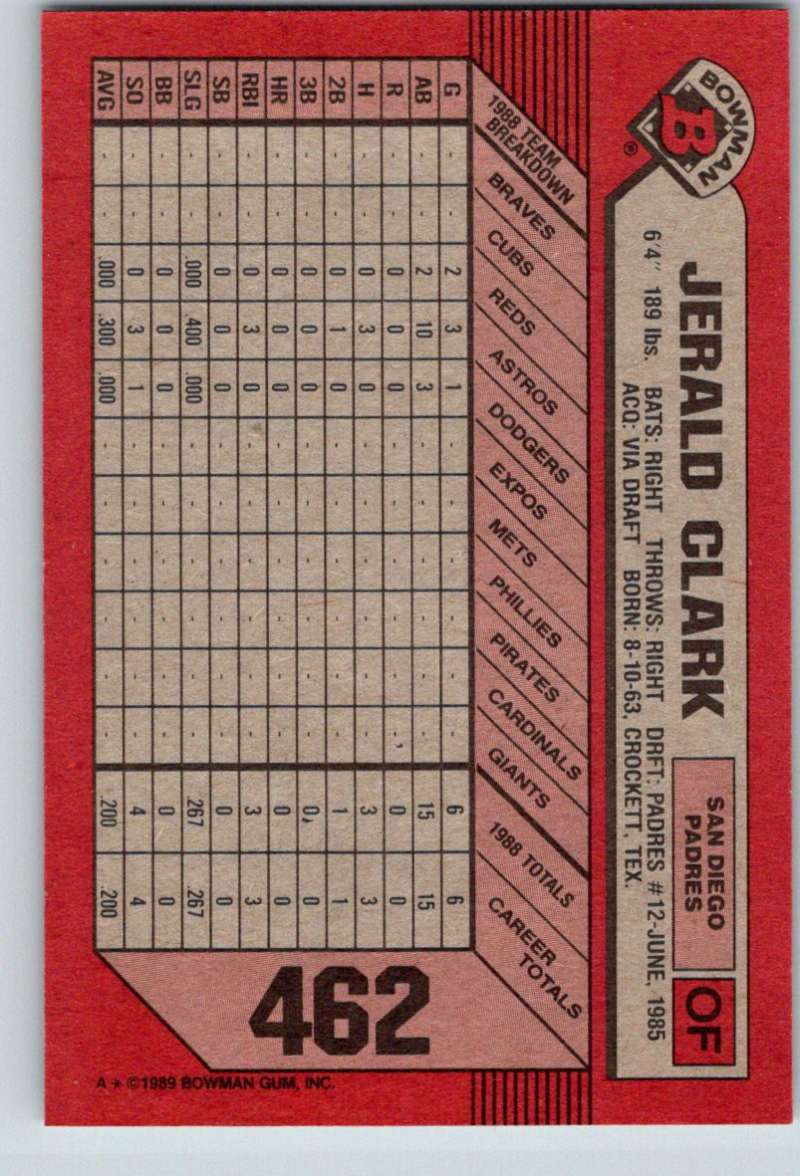 BOWMAN
B
®
JERALD CLARK
SAN DIEGO
PADRES
OF
6'4" 189 lbs. BATS: RIGHT THROWS: RIGHT DRFT: PADRES #12-JUNE, 1985
ACQ: VIA DRAFT BORN: 8-10-63, CROCKETT, TEX.
1988 TEAM
BREAKDOWN
BRAVES
CUBS
REDS
ASTROS
DODGERS
EXPOS
METS
PHILLIES
PIRATES
CARDINALS
GIANTS
1988 TOTALS
CAREER
TOTALS
G - - 2 3 1 - - - - - - 6 6
AB - - 2 10 3 - - - - - - 15 15
R - - 0 0 0 - - - - - - 0 0
H - - 0 3 0 - - - - - - 3 3
2B - - 0 1 0 - - - - - - 1 1
3B - - 0 0 0 - - - - - - 0 0
HR - - 0 0 0 - - - - - - 0 0
RBI - - 0 3 0 - - - - - - 3 3
SB - - 0 0 0 - - - - - - 0 0
SLG - - .000 .400 .000 - - - - - - .267 .267
BB - - 0 0 0 - - - - - - 0 0
SO - - 0 3 1 - - - - - - 4 4
AVG - - .000 .300 .000 - - - - - - .200 .200
462
A * ©1989 BOWMAN GUM, INC.